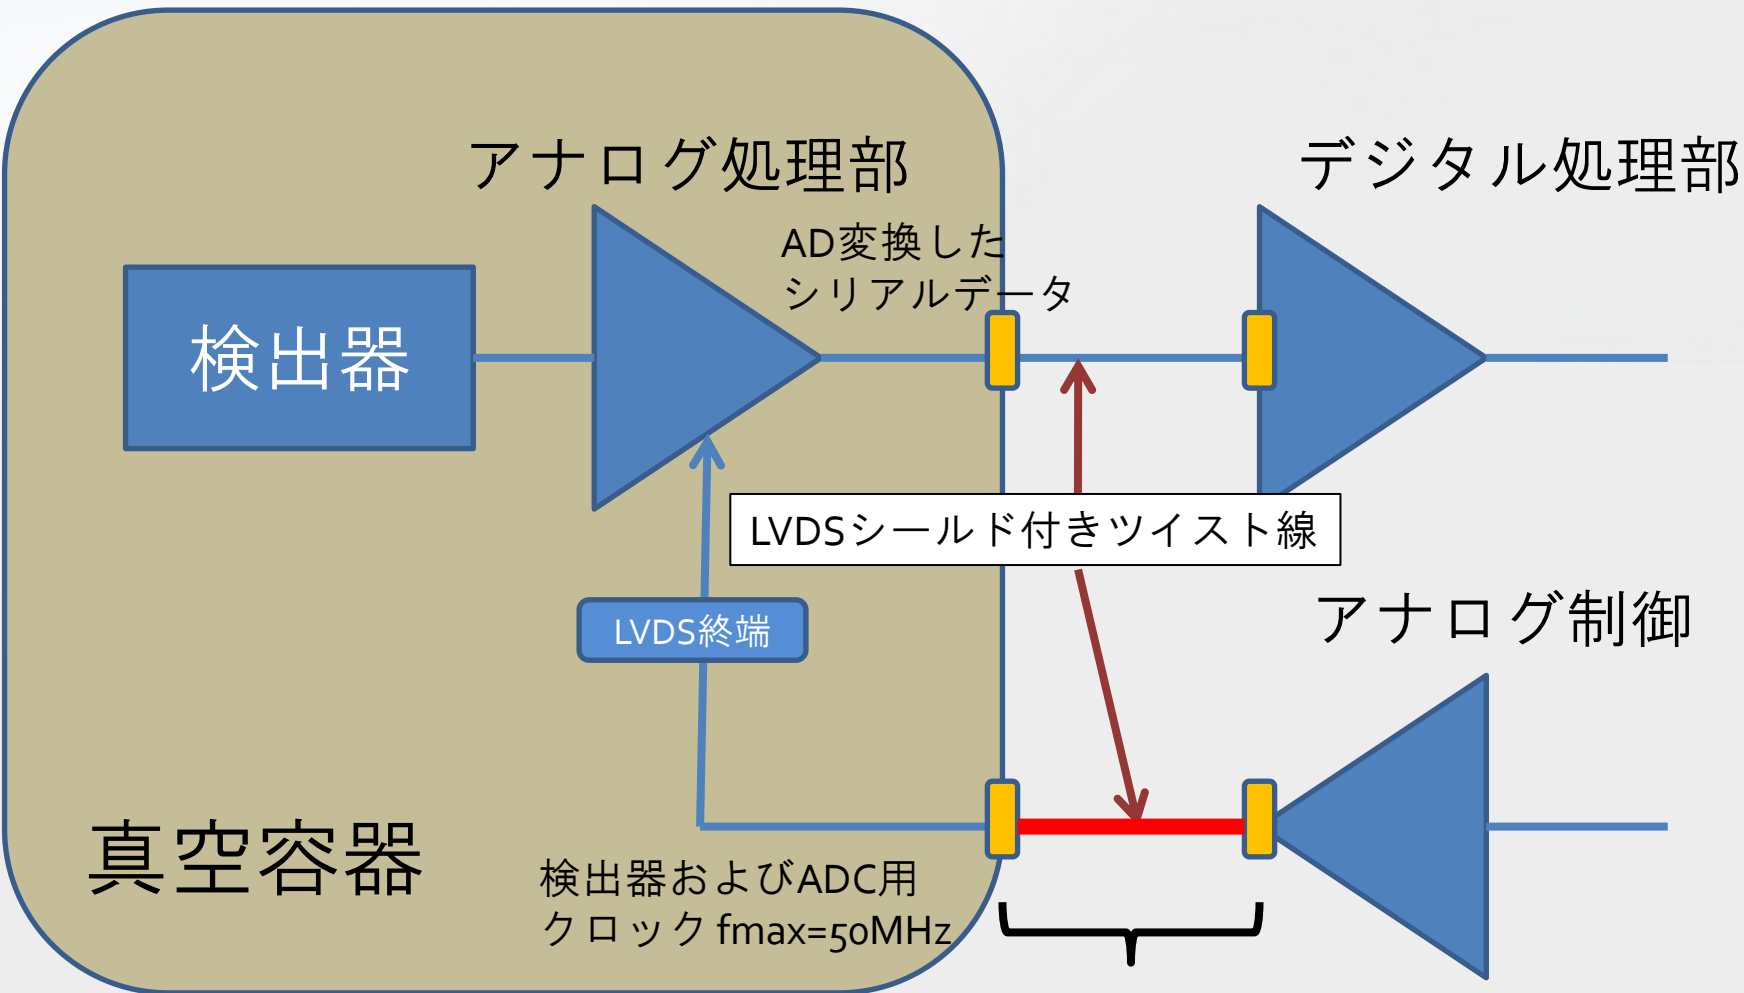 アナログ処理部
デジタル処理部
AD変換した
シリアルデータ
検出器
LVDSシールド付きツイスト線
LVDS終端
アナログ制御
真空容器
検出器およびADC用
クロックfmax=50MHz